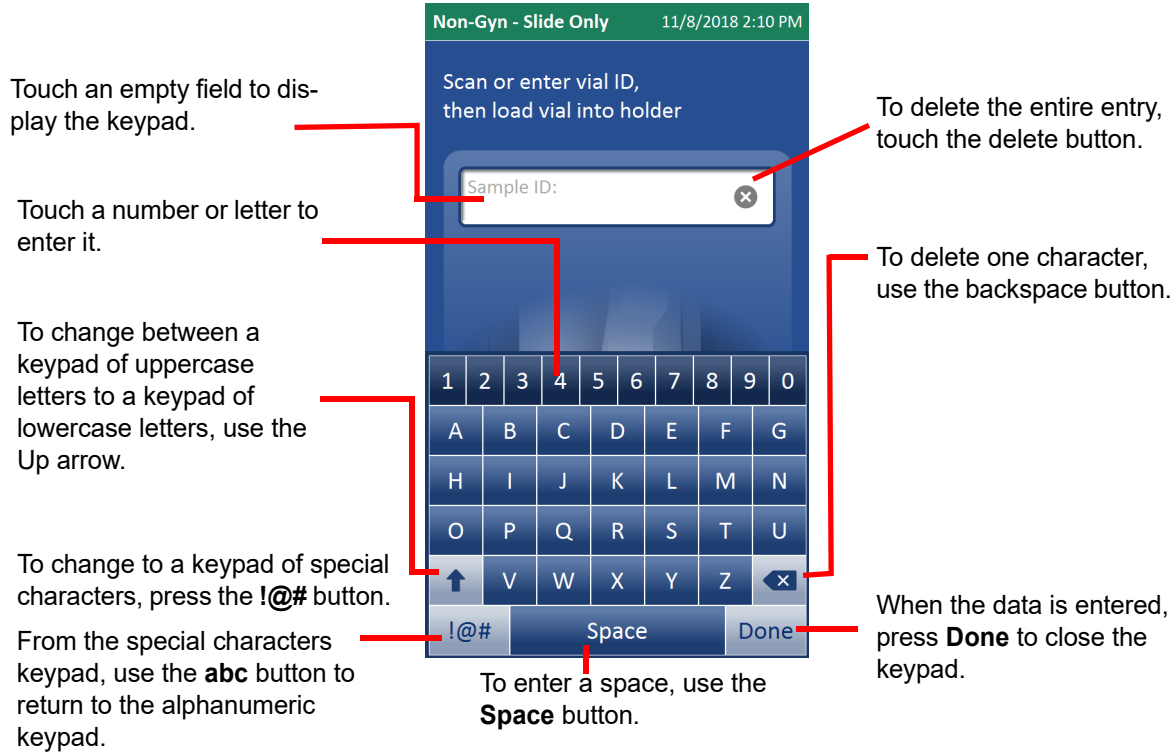 Non-Gyn - Slide Only 11/8/2018 2:10 PM
Scan or enter vial ID,
then load vial into holder
Touch an empty field to dis-
play the keypad.
To delete the entire entry,
touch the delete button.
Sample ID:
Touch a number or letter to
enter it.
To delete one character,
use the backspace button.
To change between a
keypad of uppercase
letters to a keypad of
lowercase letters, use the
Up arrow.
1 2 3 4 5 6 7 8 9 0
A B C D E F G
H I J K L M N
O P Q R S T U
V W X Y Z
!@# Space Done
To change to a keypad of special
characters, press the !@# button.
From the special characters
keypad, use the abc button to
return to the alphanumeric
keypad.
When the data is entered,
press Done to close the
keypad.
To enter a space, use the
Space button.